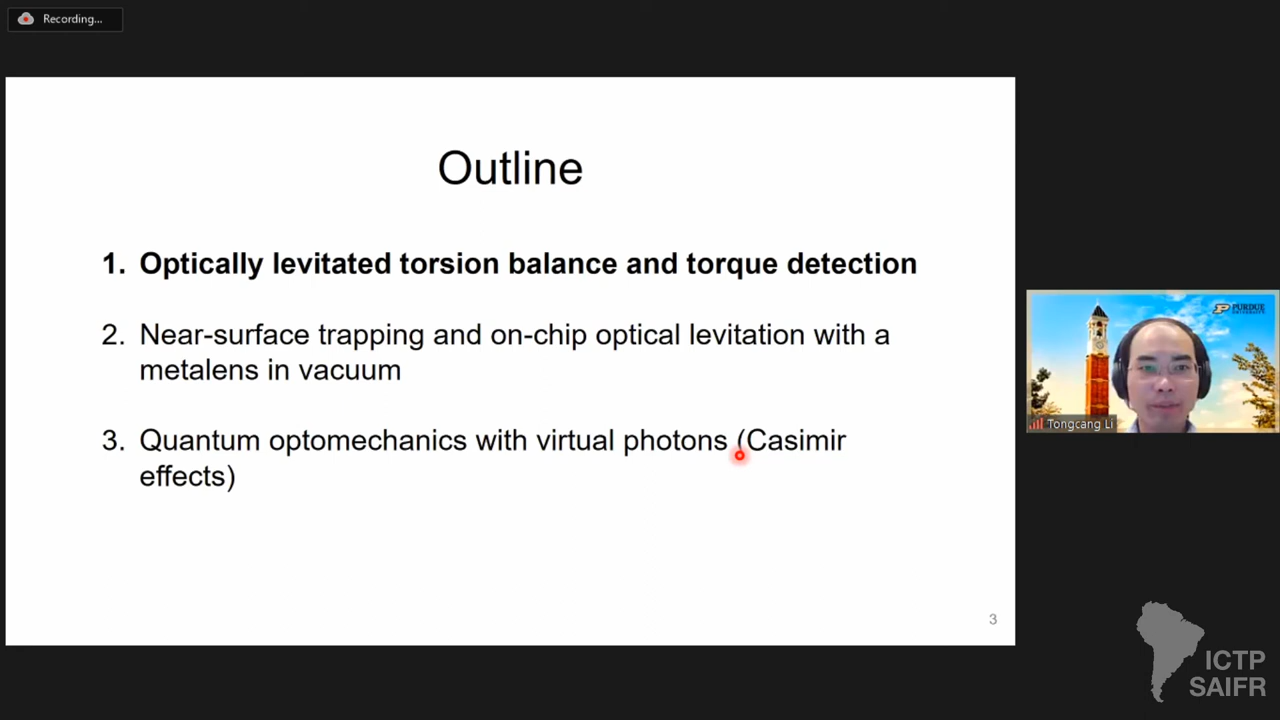 Recording...
Outline
1. Optically levitated torsion balance and torque detection
2. Near-surface trapping and on-chip optical levitation with a
metalens in vacuum
3. Quantum optomechanics with virtual photons (Casimir
effects)
3
PURDUE
UNIVERSITY
Tongcang Li
ICTP
SAIFR